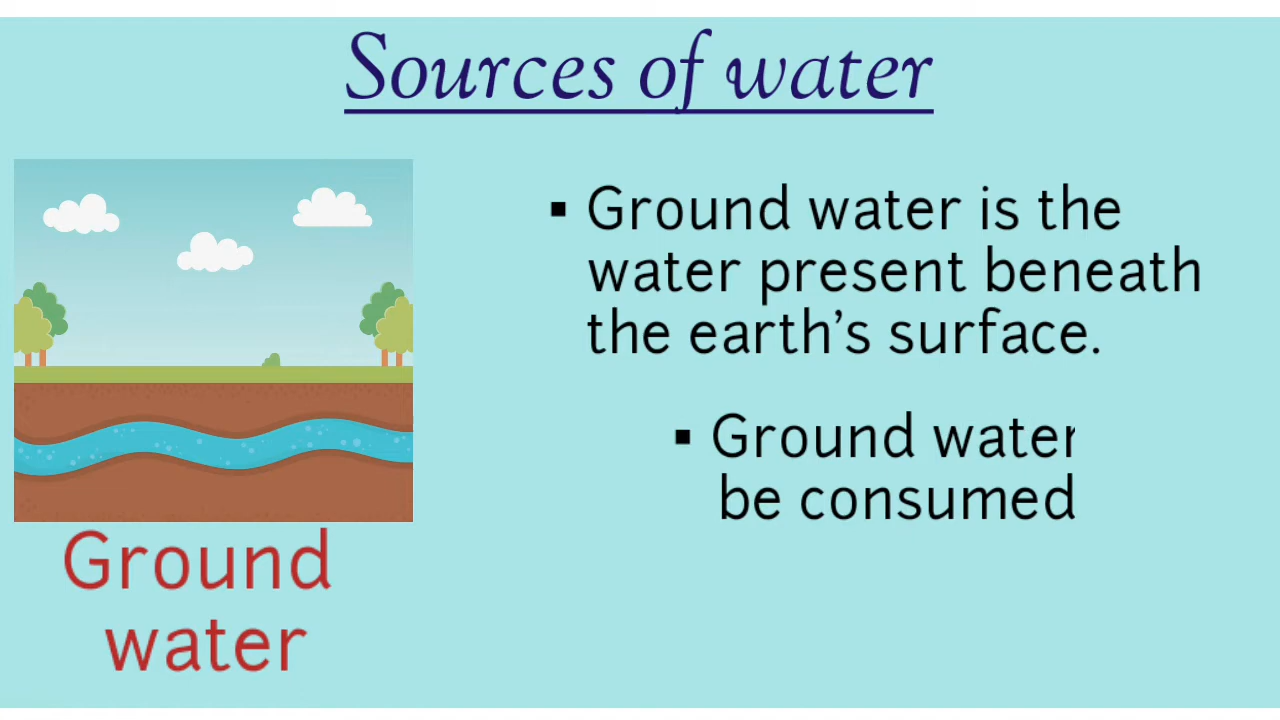 Sources of water
▪ Ground water is the
water present beneath
the earth's surface.
▪ Ground water
be consumed
Ground
water